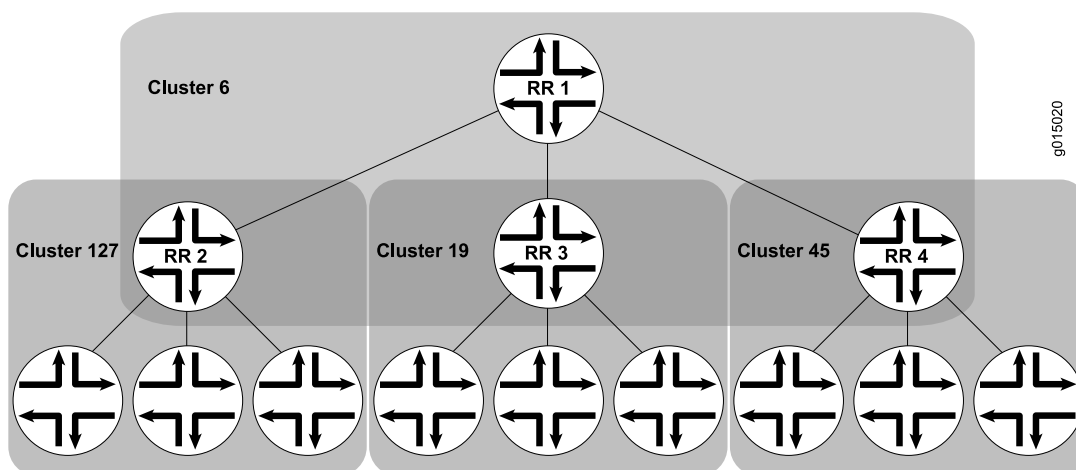 RR 1
Cluster 6
g015020
Cluster 127
RR 2
Cluster 19
RR 3
Cluster 45
RR 4